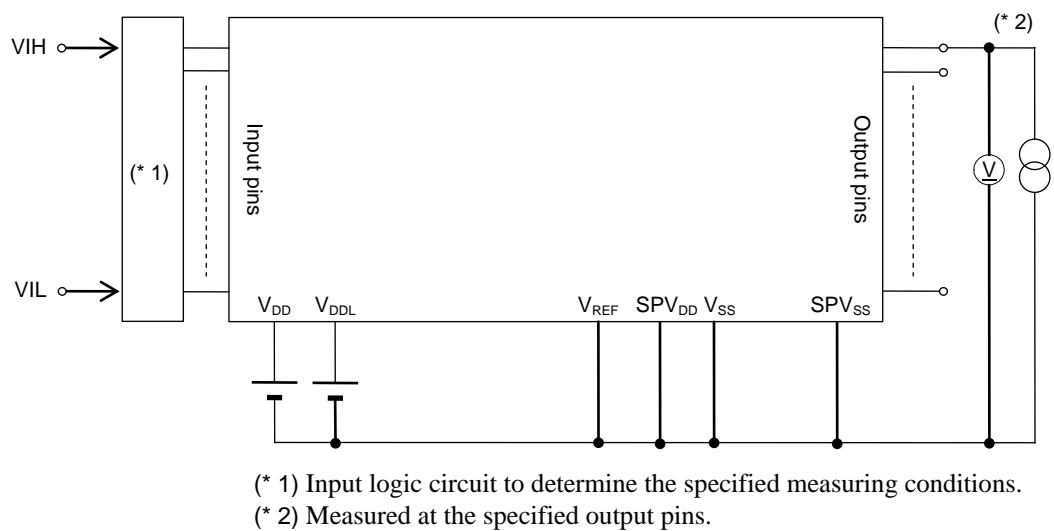 VIH
(* 2)
Input pins
Output pins
(* 1)
V
VIL
VDD VDDL VREF SPVDD VSS SPVSS
(* 1) Input logic circuit to determine the specified measuring conditions.
(* 2) Measured at the specified output pins.